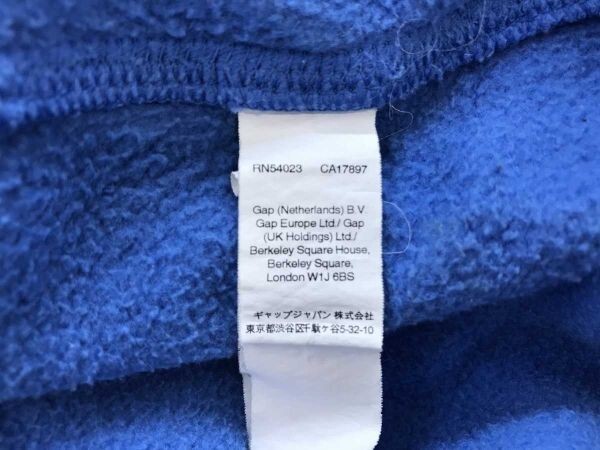 RN54023 CA17897
Gap (Netherlands) B.V.
Gap Europe Ltd./ Gap
(UK Holdings) Ltd./
Berkeley Square House,
Berkeley Square,
London W1J 6BS
ギャップジャパン 株式会社
東京都渋谷区千駄ヶ谷5-32-10